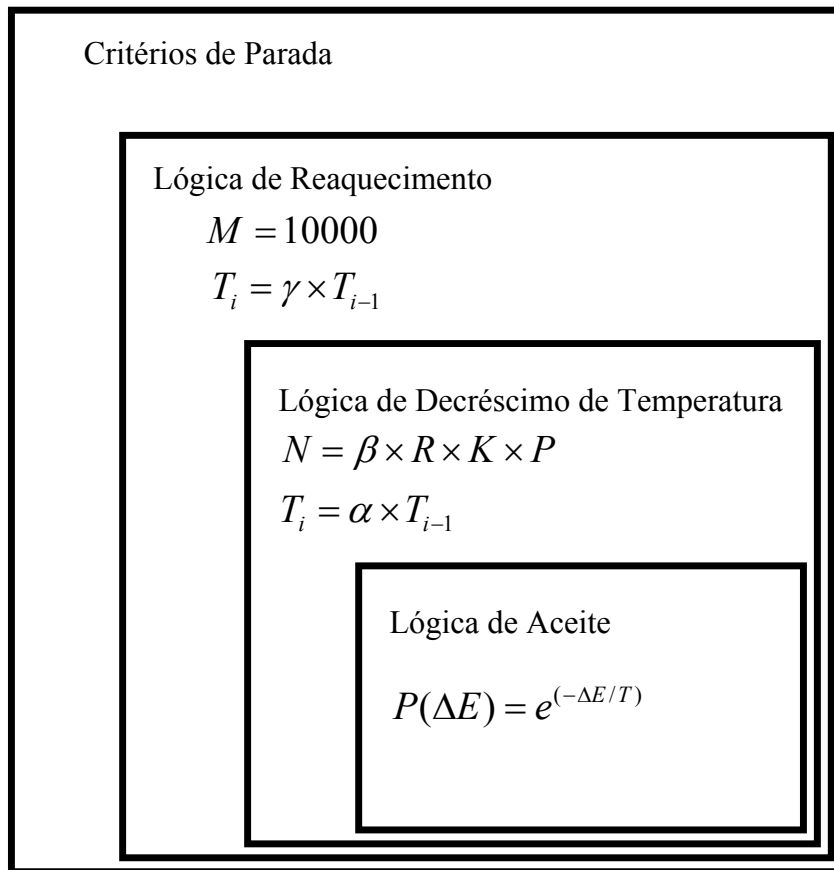 Critérios de Parada
Lógica de Reaquecimento
M = 10000
T_i = γ × T_{i−1}
Lógica de Decréscimo de Temperatura
N = β × R × K × P
T_i = α × T_{i−1}
Lógica de Aceite
P(ΔE) = e^{(−ΔE/T)}